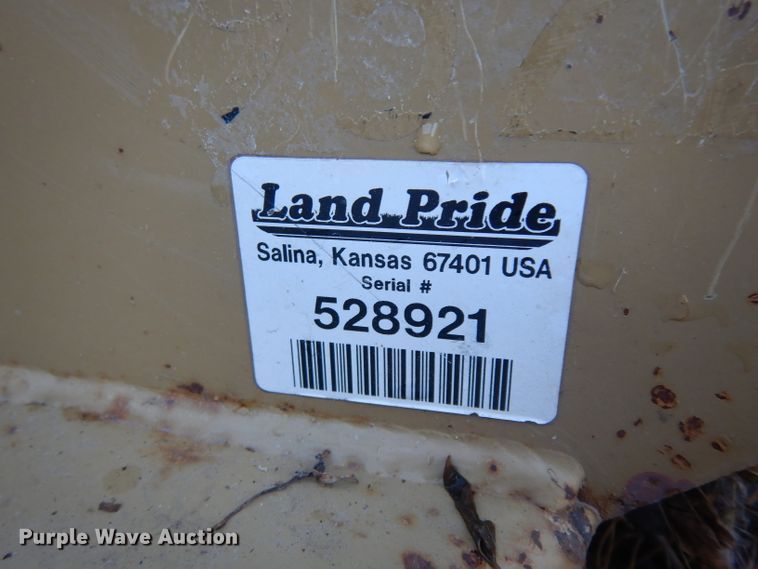 Land Pride
Salina, Kansas 67401 USA
Serial #
528921
Purple Wave Auction